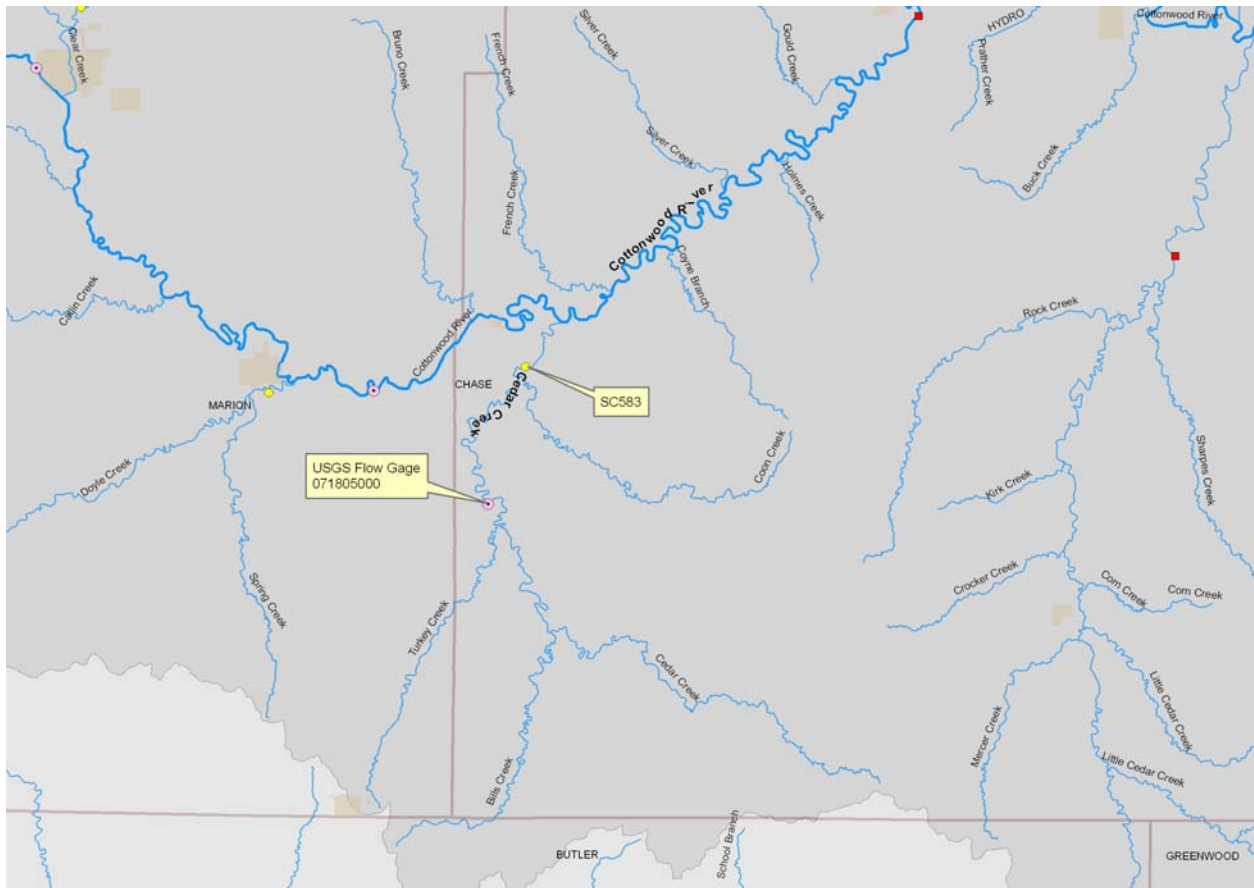 Cottonwood River
HYDRO
Clear Creek
Bruno Creek
French Creek
Silver Creek
Gould Creek
Prather Creek
Silver Creek
Buck Creek
Holmes Creek
French Creek
Cottonwood River
Coyne Branch
Catlin Creek
Cottonwood River
Rock Creek
CHASE
Cedar Creek
SC583
MARION
Sharpes Creek
USGS Flow Gage
071805000
Doyle Creek
Coon Creek
Kirk Creek
Spring Creek
Turkey Creek
Crocker Creek
Corn Creek
Corn Creek
Cedar Creek
Little Cedar Creek
Mercer Creek
Bills Creek
Little Cedar Creek
School Branch
BUTLER
GREENWOOD